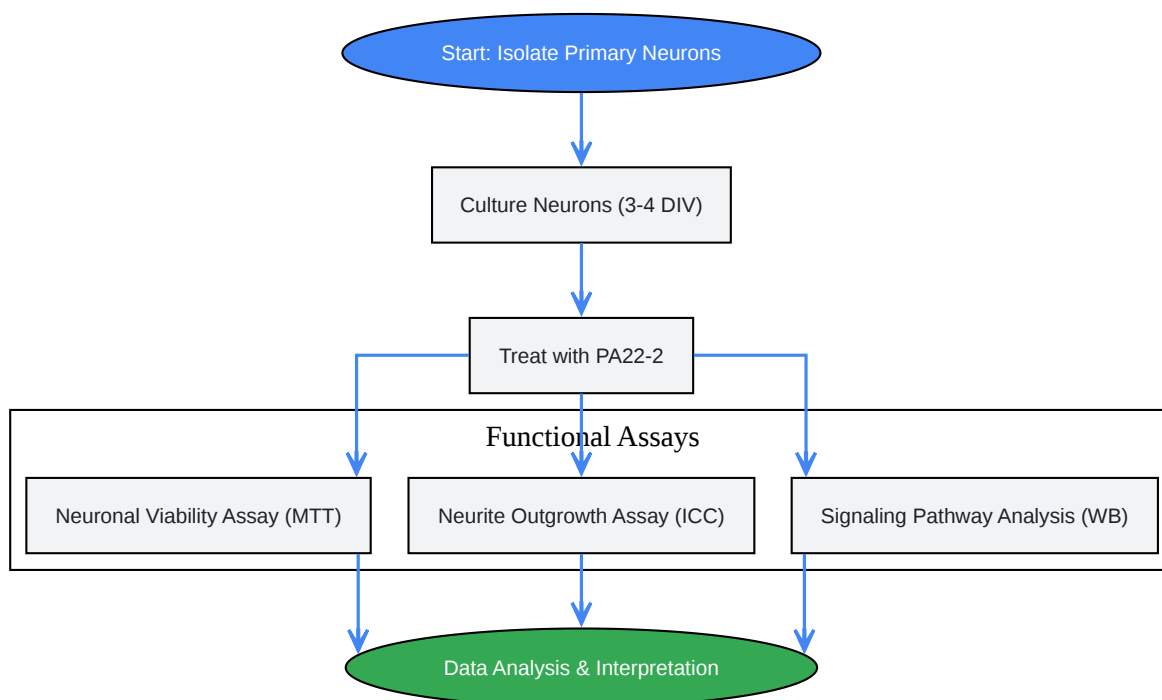 Start: Isolate Primary Neurons
Culture Neurons (3-4 DIV)
Treat with PA22-2
Functional Assays
Neuronal Viability Assay (MTT)
Neurite Outgrowth Assay (ICC)
Signaling Pathway Analysis (WB)
Data Analysis & Interpretation